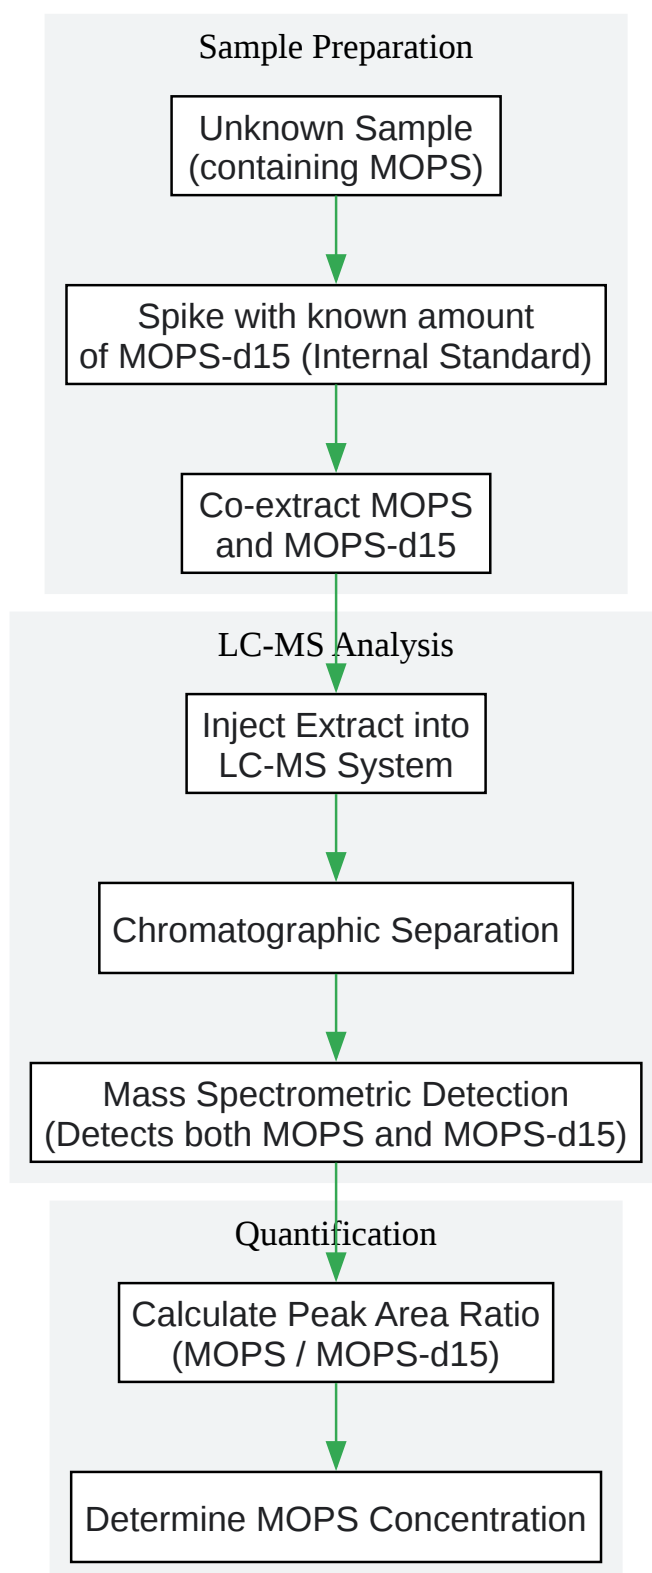 Sample Preparation
Unknown Sample
(containing MOPS)
Spike with known amount
of MOPS-d15 (Internal Standard)
Co-extract MOPS
and MOPS-d15
LC-MS Analysis
Inject Extract into
LC-MS System
Chromatographic Separation
Mass Spectrometric Detection
(Detects both MOPS and MOPS-d15)
Quantification
Calculate Peak Area Ratio
(MOPS / MOPS-d15)
Determine MOPS Concentration